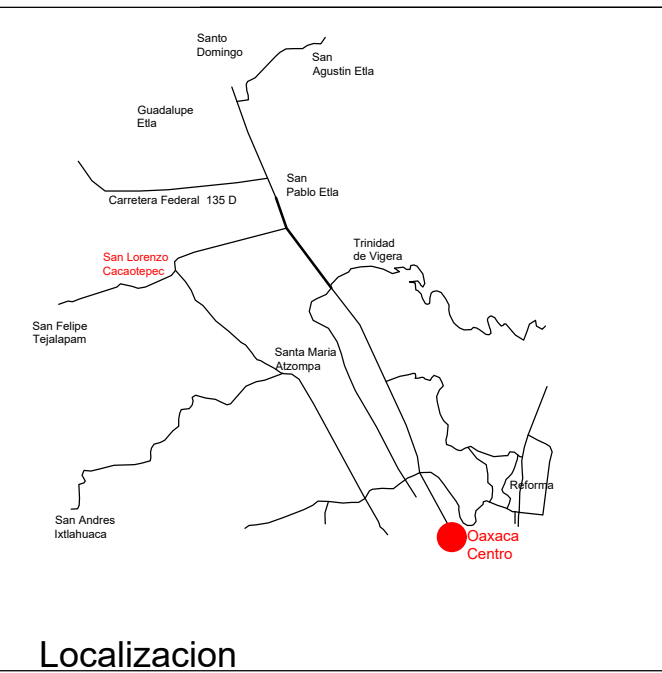 Santo
Domingo
San
Agustin Etla
Guadalupe
Etla
San
Pablo Etla
Carretera Federal 135 D
Trinidad
de Vigera
San Lorenzo
Cacaotepec
San Felipe
Tejalapam
Santa Maria
Atzompa
Reforma
San Andres
Ixtlahuaca
Oaxaca
Centro
Localizacion